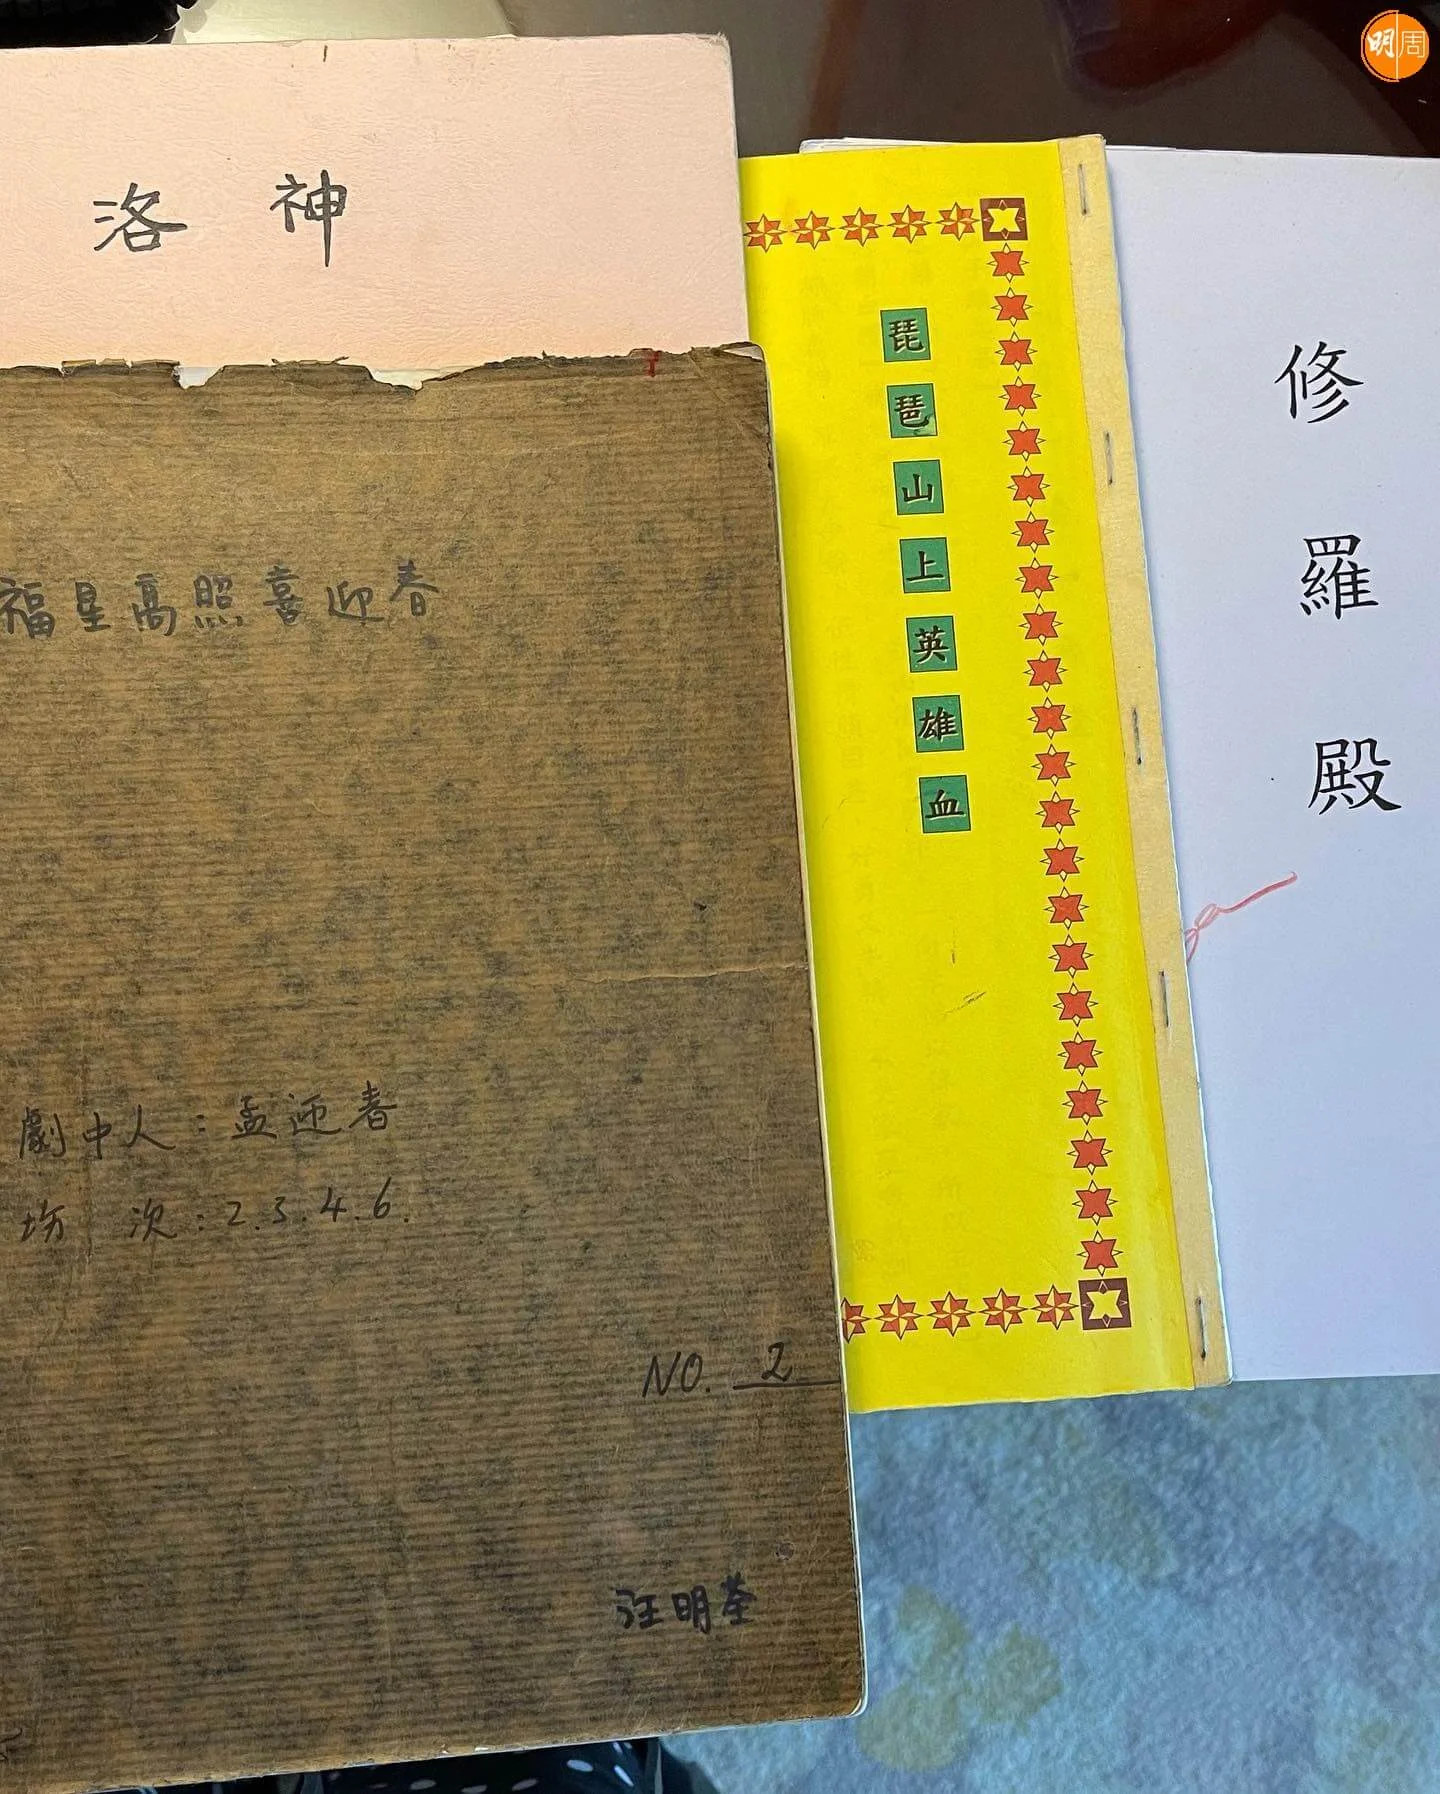 明周
洛神
琵琶山上英雄血
修羅殿
福星高照喜迎春
劇中人：孟迎春
場次：2.3.4.6.
NO. 2
汪明荃